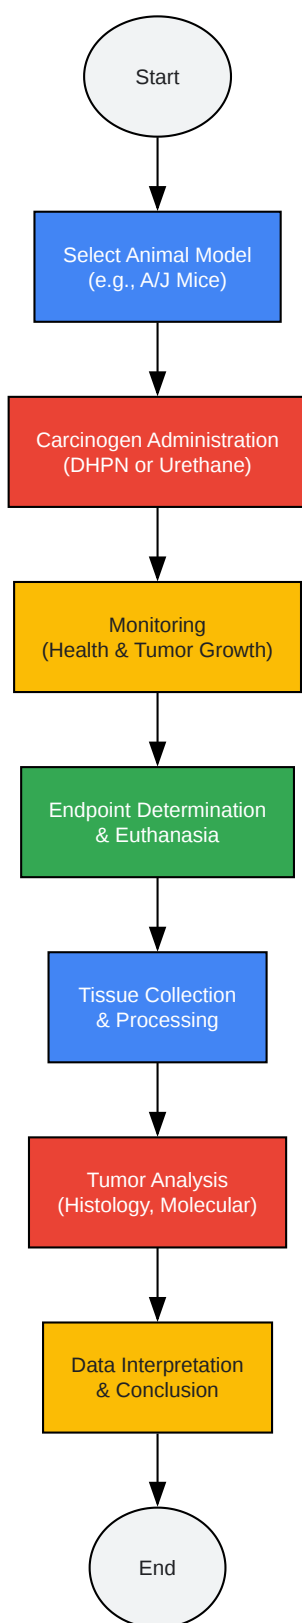 Start
Select Animal Model
(e.g., A/J Mice)
Carcinogen Administration
(DHPN or Urethane)
Monitoring
(Health & Tumor Growth)
Endpoint Determination
& Euthanasia
Tissue Collection
& Processing
Tumor Analysis
(Histology, Molecular)
Data Interpretation
& Conclusion
End